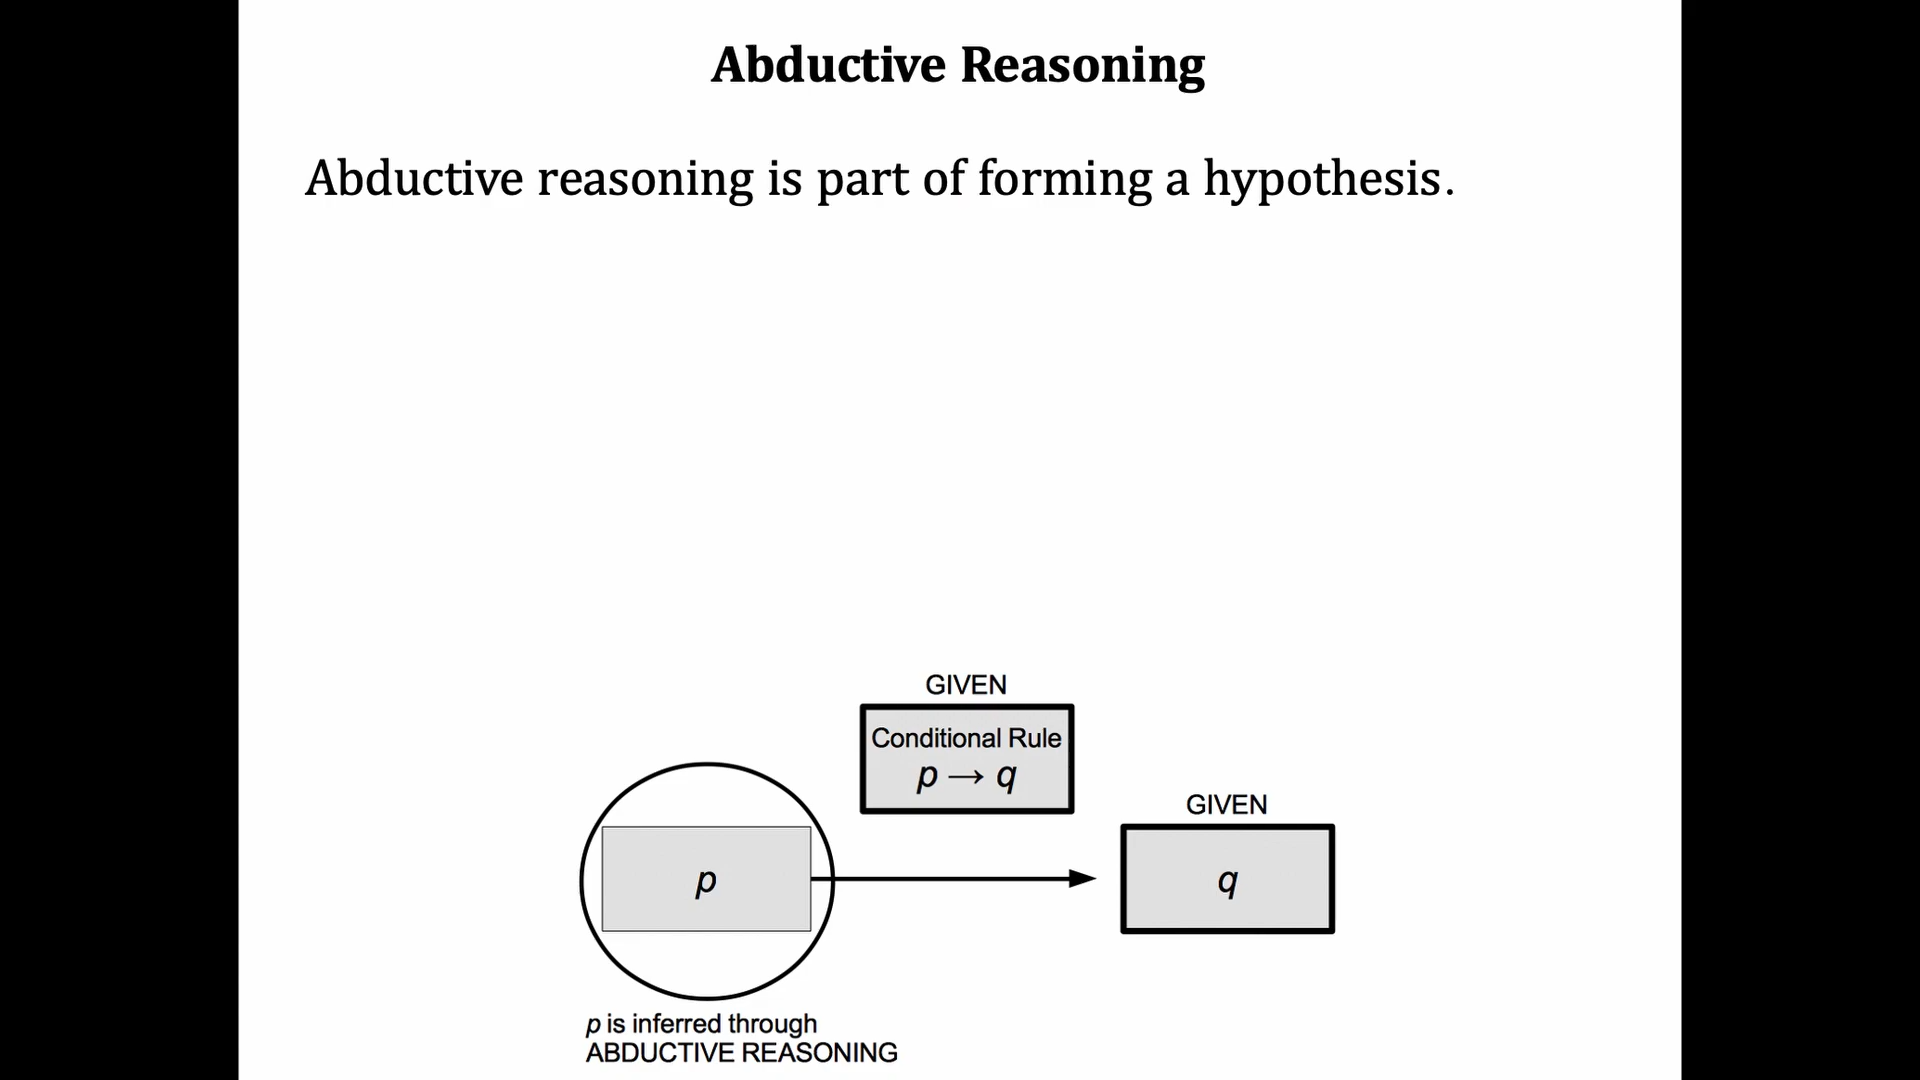 Abductive Reasoning
Abductive reasoning is part of forming a hypothesis.
GIVEN
Conditional Rule
p → q
GIVEN
p
q
p is inferred through
ABDUCTIVE REASONING